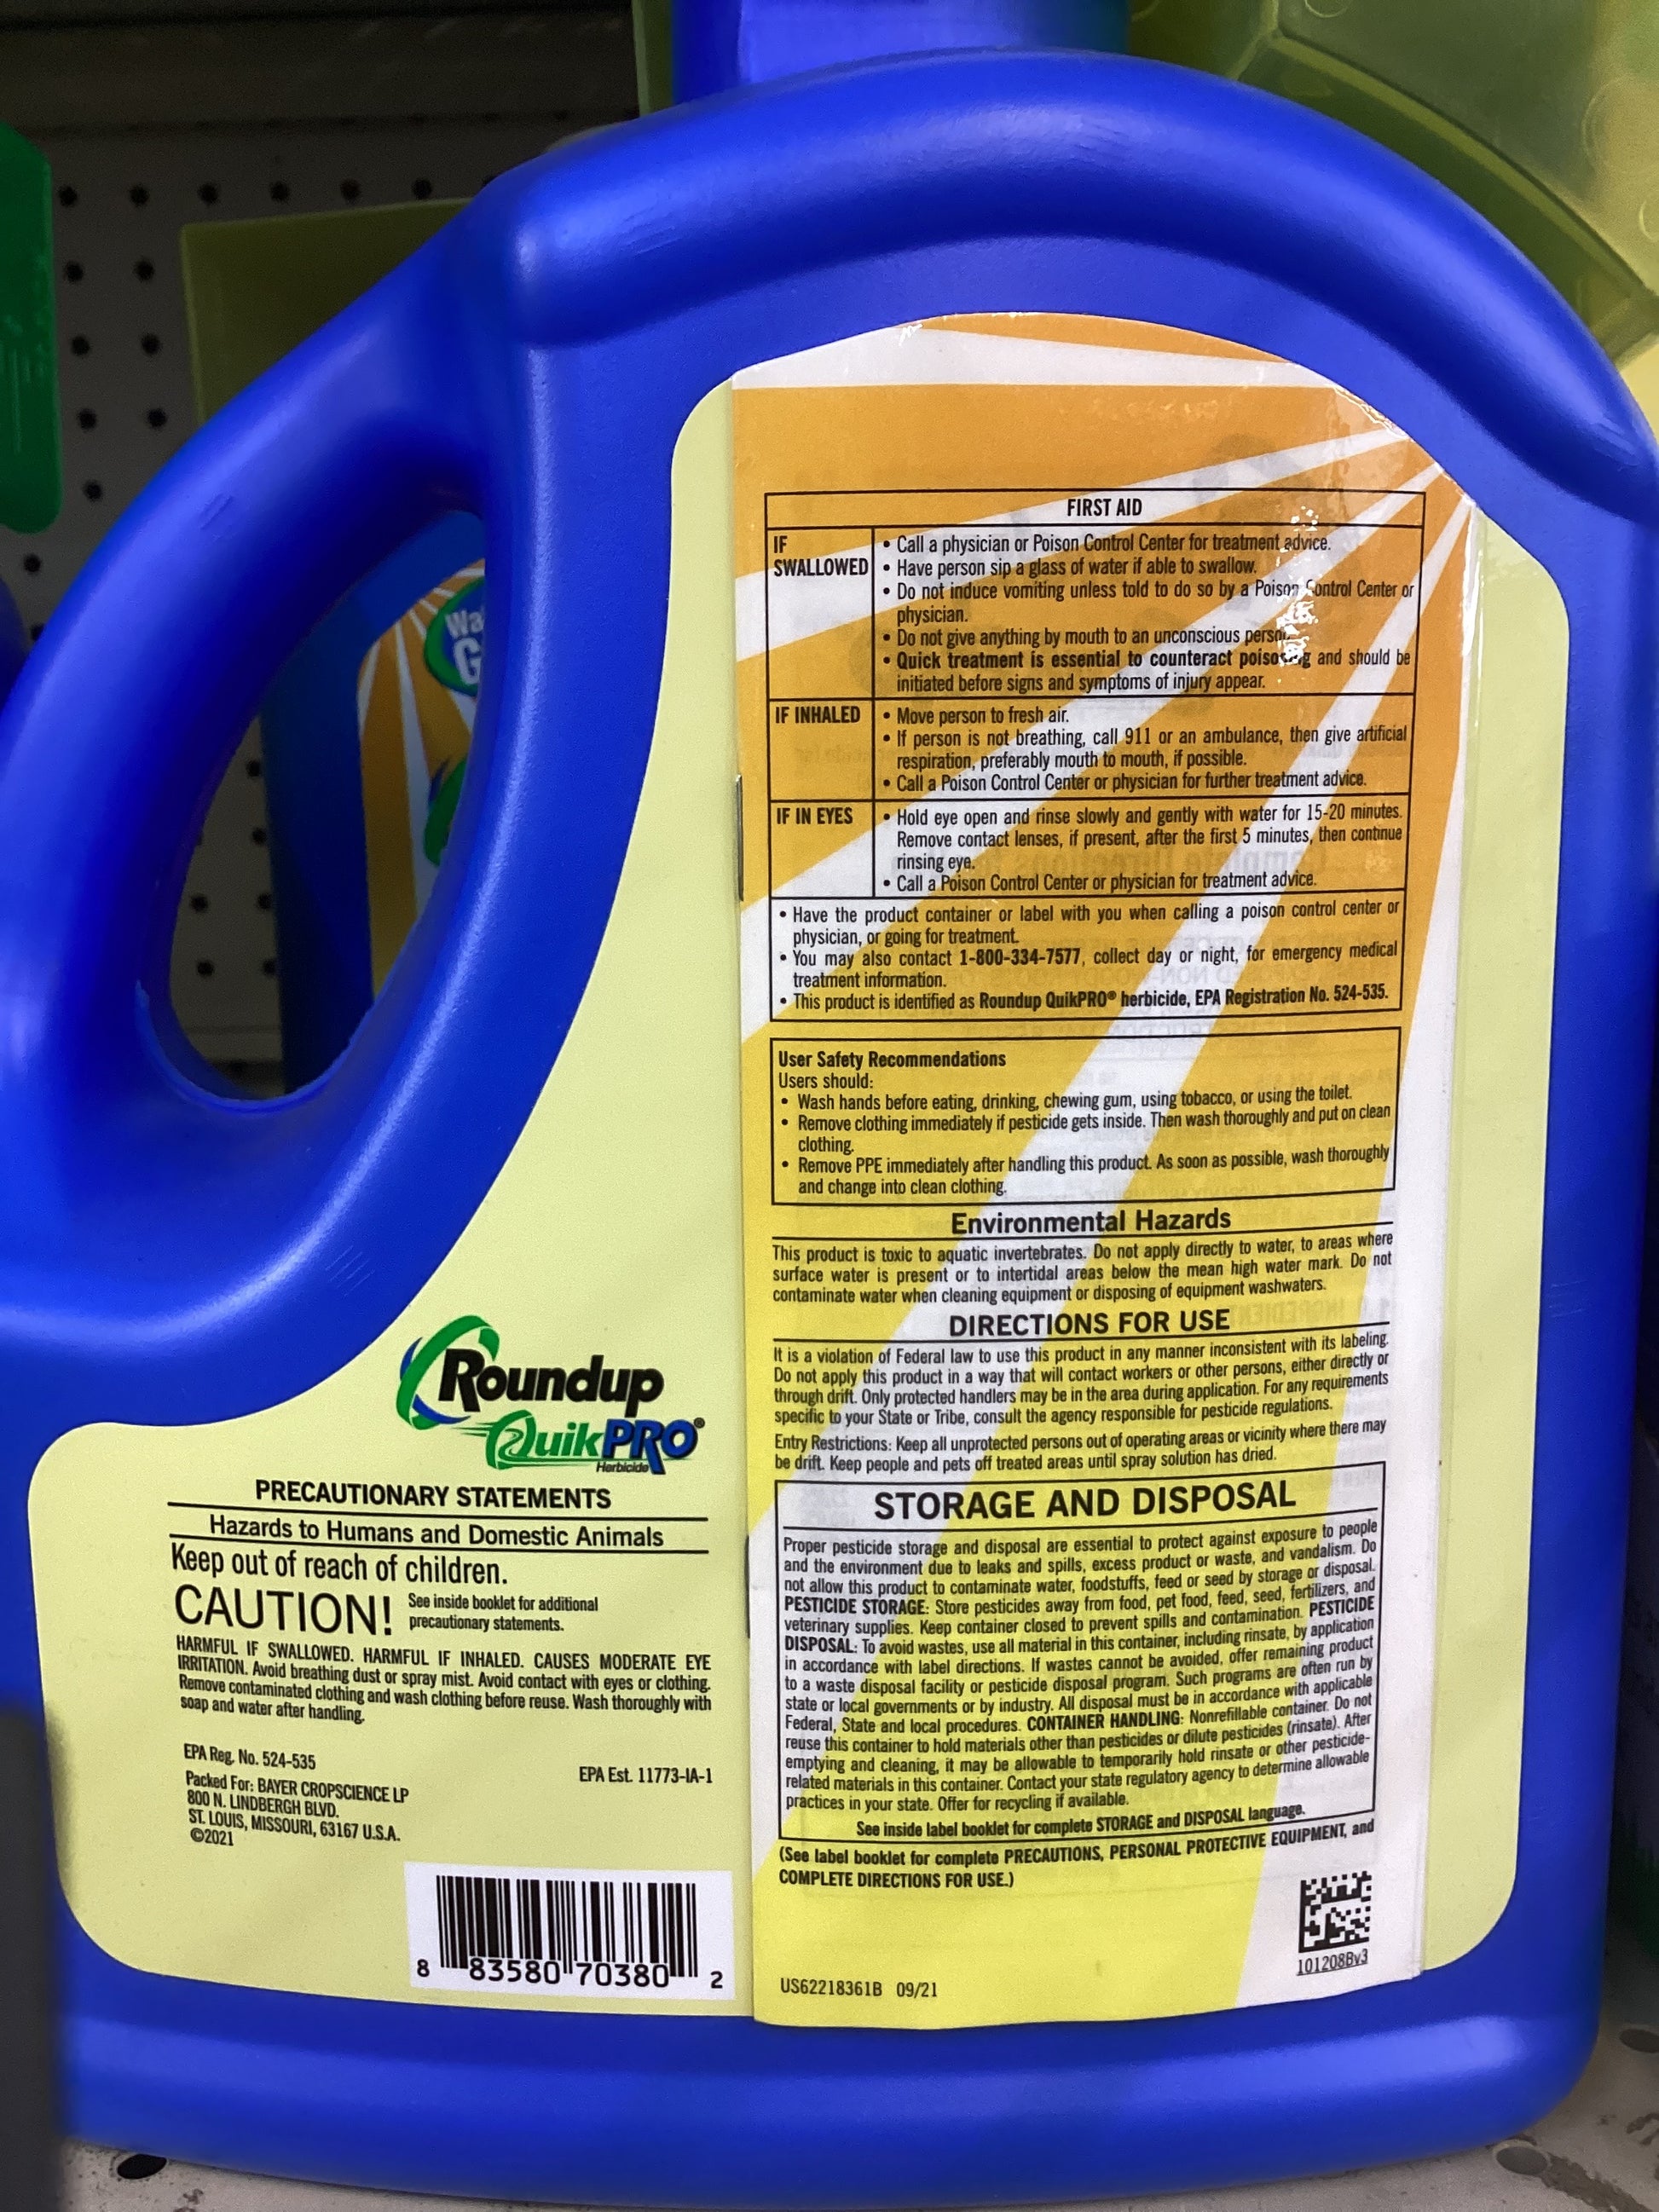 Wa
G
FIRST AID
IF
SWALLOWED
• Call a physician or Poison Control Center for treatment advice.
• Have person sip a glass of water if able to swallow.
• Do not induce vomiting unless told to do so by a Poison Control Center or
physician.
• Do not give anything by mouth to an unconscious
• Quick treatment is essential to counteract and should be
initiated before signs and symptoms of injury appear.
IF INHALED
• Move person to fresh air.
• If person is not breathing, call 911 or an ambulance, then give artificial
respiration, preferably mouth to mouth, if possible.
• Call a Poison Control Center or physician for further treatment advice.
IF IN EYES
• Hold eye open and rinse slowly and gently with water for 15-20 minutes.
Remove contact lenses, if present, after the first 5 minutes, then continue
rinsing eye.
• Call a Poison Control Center or physician for treatment advice.
• Have the product container or label with you when calling a poison control center or
physician, or going for treatment.
• You may also contact 1-800-334-7577, collect day or night, for emergency medical
treatment information.
• This product is identified as Roundup QuikPRO® herbicide, EPA Registration No. 524-535.
User Safety Recommendations
Users should:
• Wash hands before eating, drinking, chewing gum, using tobacco, or using the toilet.
• Remove clothing immediately if pesticide gets inside. Then wash thoroughly and put on clean
clothing.
• Remove PPE immediately after handling this product. As soon as possible, wash thoroughly
and change into clean clothing.
Environmental Hazards
This product is toxic to aquatic invertebrates. Do not apply directly to water, to areas where
surface water is present or to intertidal areas below the mean high water mark. Do not
contaminate water when cleaning equipment or disposing of equipment washwaters.
DIRECTIONS FOR USE
It is a violation of Federal law to use this product in any manner inconsistent with its labeling.
Do not apply this product in a way that will contact workers or other persons, either directly or
through drift. Only protected handlers may be in the area during application. For any requirements
specific to your State or Tribe, consult the agency responsible for pesticide regulations.
Entry Restrictions: Keep all unprotected persons out of operating areas or vicinity where there may
be drift. Keep people and pets off treated areas until spray solution has dried.
STORAGE AND DISPOSAL
Proper pesticide storage and disposal are essential to protect against exposure to people
and the environment due to leaks and spills, excess product or waste, and vandalism. Do
not allow this product to contaminate water, foodstuffs, feed or seed by storage or disposal.
PESTICIDE STORAGE: Store pesticides away from food, pet food, feed, seed, fertilizers, and
veterinary supplies. Keep container closed to prevent spills and contamination. PESTICIDE
DISPOSAL: To avoid wastes, use all material in this container, including rinsate, by application
in accordance with label directions. If wastes cannot be avoided, offer remaining product
to a waste disposal facility or pesticide disposal program. Such programs are often run by
state or local governments or by industry. All disposal must be in accordance with applicable
Federal, State and local procedures. CONTAINER HANDLING: Nonrefillable container. Do not
reuse this container to hold materials other than pesticides or dilute pesticides (rinsate). After
emptying and cleaning, it may be allowable to temporarily hold rinsate or other pesticide-
related materials in this container. Contact your state regulatory agency to determine allowable
practices in your state. Offer for recycling if available.
See inside label booklet for complete STORAGE and DISPOSAL language.
(See label booklet for complete PRECAUTIONS, PERSONAL PROTECTIVE EQUIPMENT, and
COMPLETE DIRECTIONS FOR USE.)
101208Bv3
US62218361B 09/21
Roundup
QuikPRO®
Herbicide
PRECAUTIONARY STATEMENTS
Hazards to Humans and Domestic Animals
Keep out of reach of children.
CAUTION!
See inside booklet for additional
precautionary statements.
HARMFUL IF SWALLOWED. HARMFUL IF INHALED. CAUSES MODERATE EYE
IRRITATION. Avoid breathing dust or spray mist. Avoid contact with eyes or clothing.
Remove contaminated clothing and wash clothing before reuse. Wash thoroughly with
soap and water after handling.
EPA Reg. No. 524-535
EPA Est. 11773-IA-1
Packed For: BAYER CROPSCIENCE LP
800 N. LINDBERGH BLVD.
ST. LOUIS, MISSOURI, 63167 U.S.A.
©2021
8 83580 70380 2